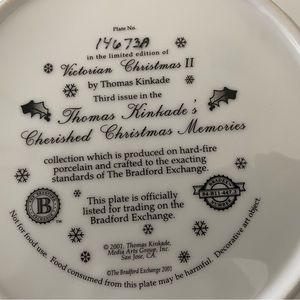 Plate No.
14673A
in the limited edition of
Victorian Christmas II
by Thomas Kinkade
Third issue in the
Thomas Kinkade's
Cherished Christmas Memories
collection which is produced on hard-fire
porcelain and crafted to the exacting
standards of The Bradford Exchange.
B
This plate is officially
listed for trading on the
Bradford Exchange.
© 2001, Thomas Kinkade,
Media Arts Group, Inc.
San Jose, CA.
©The Bradford Exchange 2001
Not for food use. Food consumed from this plate may be harmful. Decorative art object.